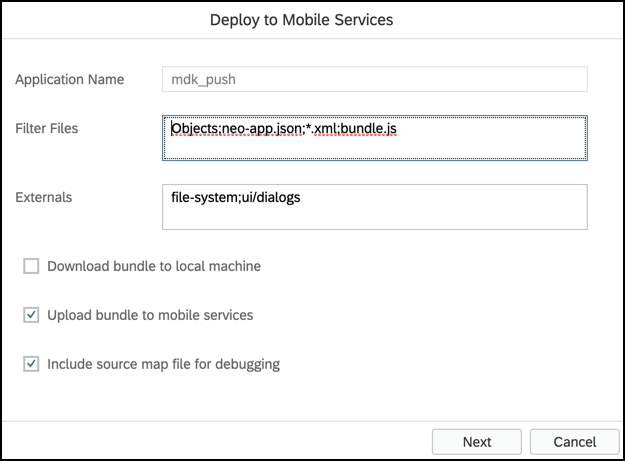 Deploy to Mobile Services
Application Name
mdk_push
Filter Files
Objects;neo-app.json;*.xml;bundle.js
Externals
file-system;ui/dialogs
Download bundle to local machine
Upload bundle to mobile services
Include source map file for debugging
Next
Cancel